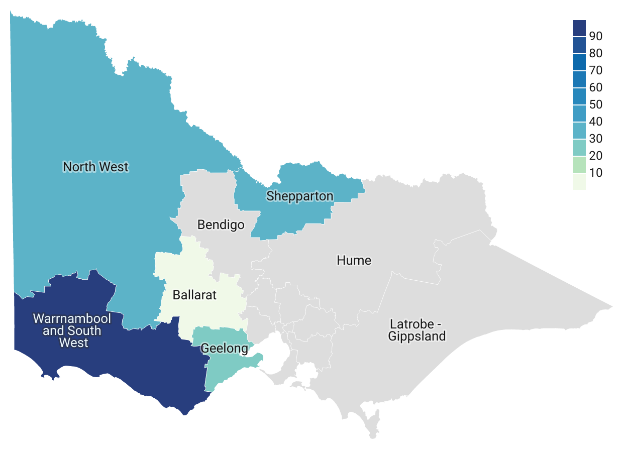 90
80
70
60
50
40
30
20
10
North West
Shepparton
Bendigo
Hume
Ballarat
Warrnambool
and South
West
Latrobe -
Gippsland
Geelong